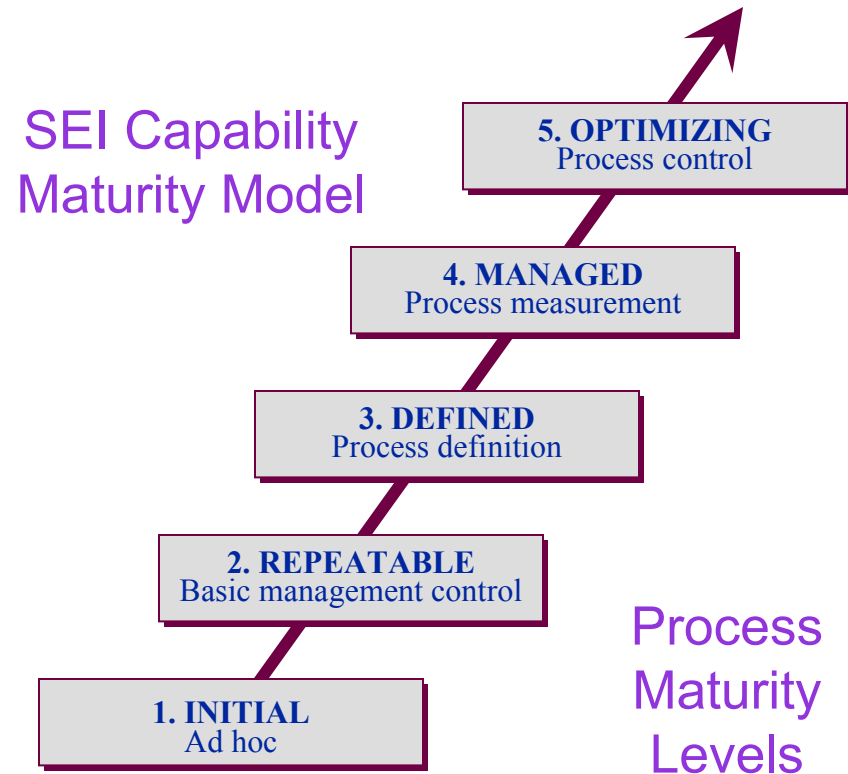 SEI Capability
Maturity Model
5. OPTIMIZING
Process control
4. MANAGED
Process measurement
3. DEFINED
Process definition
2. REPEATABLE
Basic management control
1. INITIAL
Ad hoc
Process
Maturity
Levels